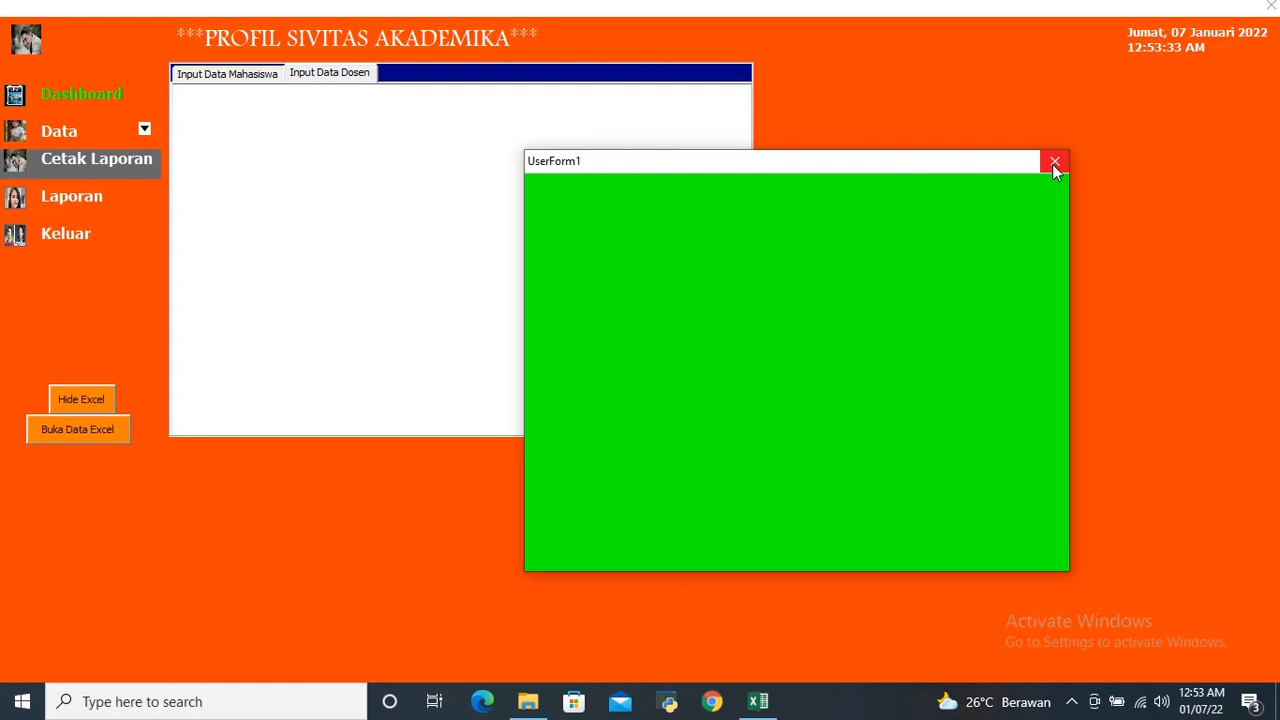 ***PROFIL SIVITAS AKADEMIKA***
Jumat, 07 Januari 2022
12:53:33 AM
Input Data Mahasiswa
Input Data Dosen
Dashboard
Data
Cetak Laporan
Laporan
Keluar
UserForm1
Hide Excel
Buka Data Excel
Activate Windows
Go to Settings to activate Windows.
Type here to search
26°C Berawan
12:53 AM
01/07/22
3